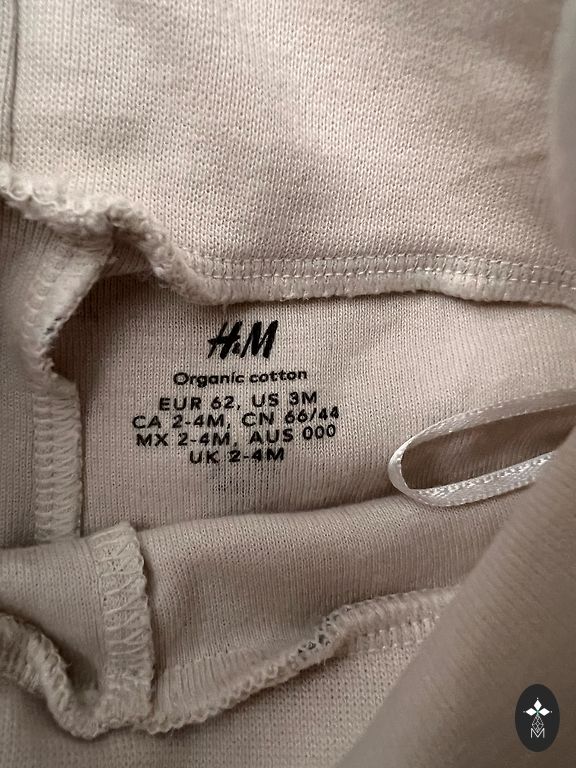 H&M
Organic cotton
EUR 62, US 3M
CA 2-4M, CN 66/44
MX 2-4M, AUS 000
UK 2-4M
M